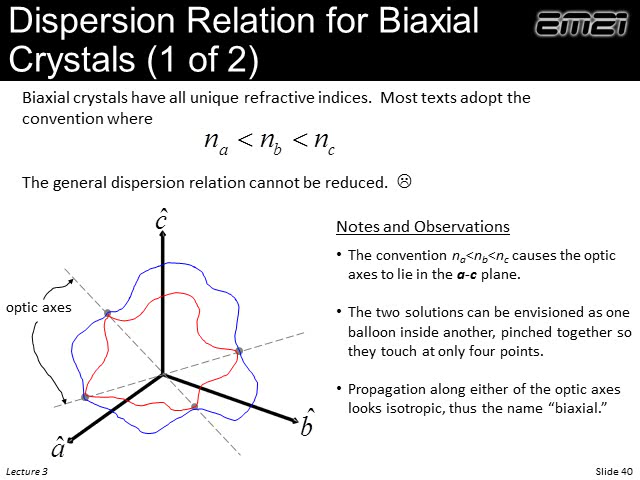 Dispersion Relation for Biaxial
Crystals (1 of 2)
EM21
Biaxial crystals have all unique refractive indices.  Most texts adopt the
convention where
nₐ < n_b < n_c
The general dispersion relation cannot be reduced. ☹
ĉ
optic axes
â
b̂
Notes and Observations
• The convention nₐ<n_b<n_c causes the optic
axes to lie in the a-c plane.
• The two solutions can be envisioned as one
balloon inside another, pinched together so
they touch at only four points.
• Propagation along either of the optic axes
looks isotropic, thus the name “biaxial.”
Lecture 3
Slide 40